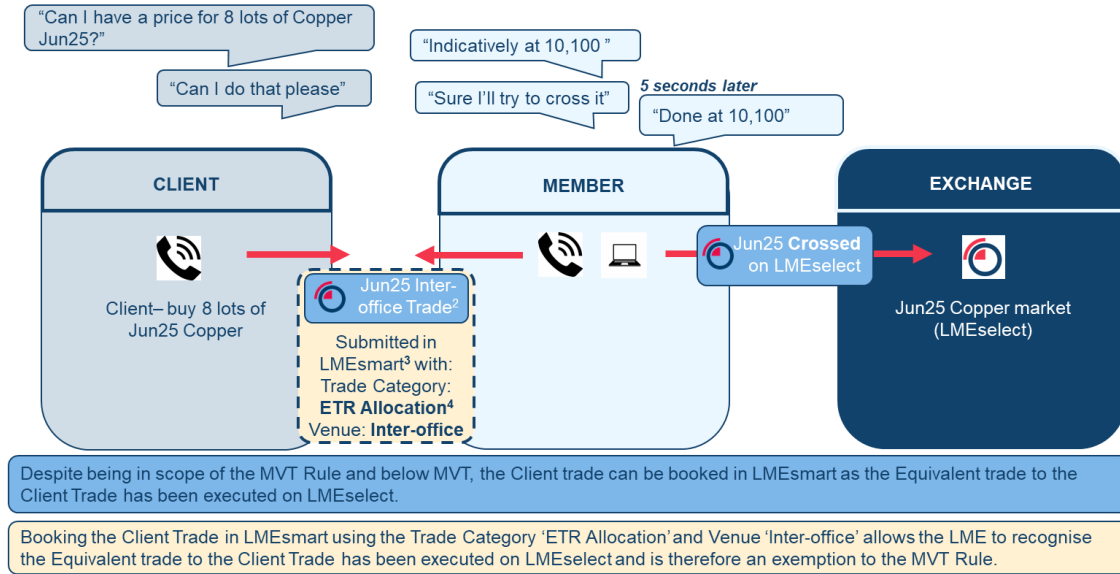 “Can I have a price for 8 lots of Copper
Jun25?”
“Indicatively at 10,100 ”
“Can I do that please”
“Sure I’ll try to cross it”
5 seconds later
“Done at 10,100”
CLIENT
MEMBER
EXCHANGE
Client– buy 8 lots of
Jun25 Copper
Jun25 Inter-
office Trade²
Submitted in
LMEsmart³ with:
Trade Category:
ETR Allocation⁴
Venue: Inter-office
Jun25 Crossed
on LMEselect
Jun25 Copper market
(LMEselect)
Despite being in scope of the MVT Rule and below MVT, the Client trade can be booked in LMEsmart as the Equivalent trade to the
Client Trade has been executed on LMEselect.
Booking the Client Trade in LMEsmart using the Trade Category ‘ETR Allocation’ and Venue ‘Inter-office’ allows the LME to recognise
the Equivalent trade to the Client Trade has been executed on LMEselect and is therefore an exemption to the MVT Rule.